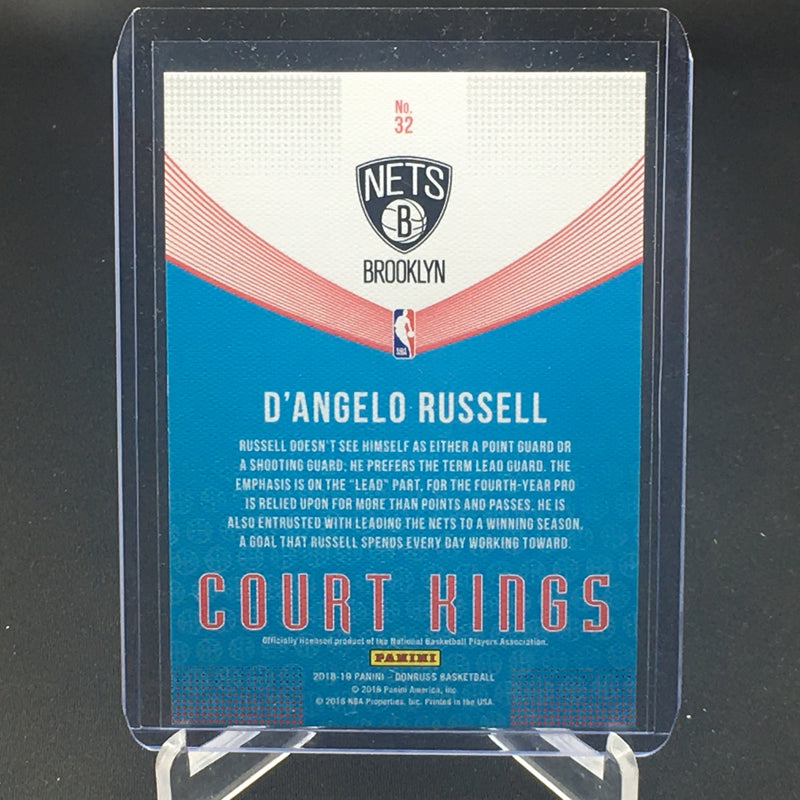 No.
32
NETS
B
BROOKLYN
NBA
D'ANGELO RUSSELL
RUSSELL DOESN'T SEE HIMSELF AS EITHER A POINT GUARD OR
A SHOOTING GUARD; HE PREFERS THE TERM LEAD GUARD. THE
EMPHASIS IS ON THE "LEAD" PART, FOR THE FOURTH-YEAR PRO
IS RELIED UPON FOR MORE THAN POINTS AND PASSES. HE IS
ALSO ENTRUSTED WITH LEADING THE NETS TO A WINNING SEASON,
A GOAL THAT RUSSELL SPENDS EVERY DAY WORKING TOWARD.
COURT KINGS
Officially licensed product of the National Basketball Players Association.
PANINI
2018-19 PANINI - DONRUSS BASKETBALL
© 2018 Panini America, Inc.
© 2018 NBA Properties, Inc. Printed in the USA.